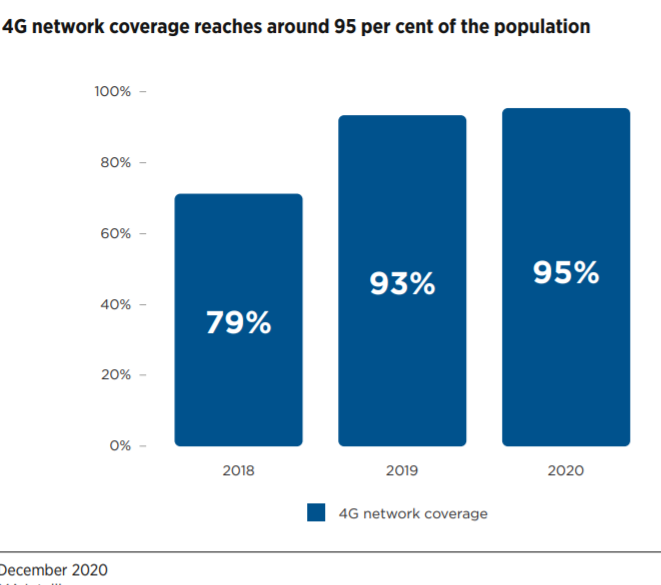 4G network coverage reaches around 95 per cent of the population
100%
80%
60%
40%
20%
0%
79%
93%
95%
2018 2019 2020
4G network coverage
December 2020